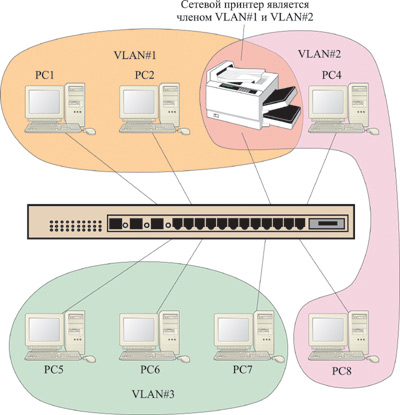 Сетевой принтер является
членом VLAN#1 и VLAN#2
VLAN#1
VLAN#2
PC1
PC2
PC4
PC5
PC6
PC7
PC8
VLAN#3